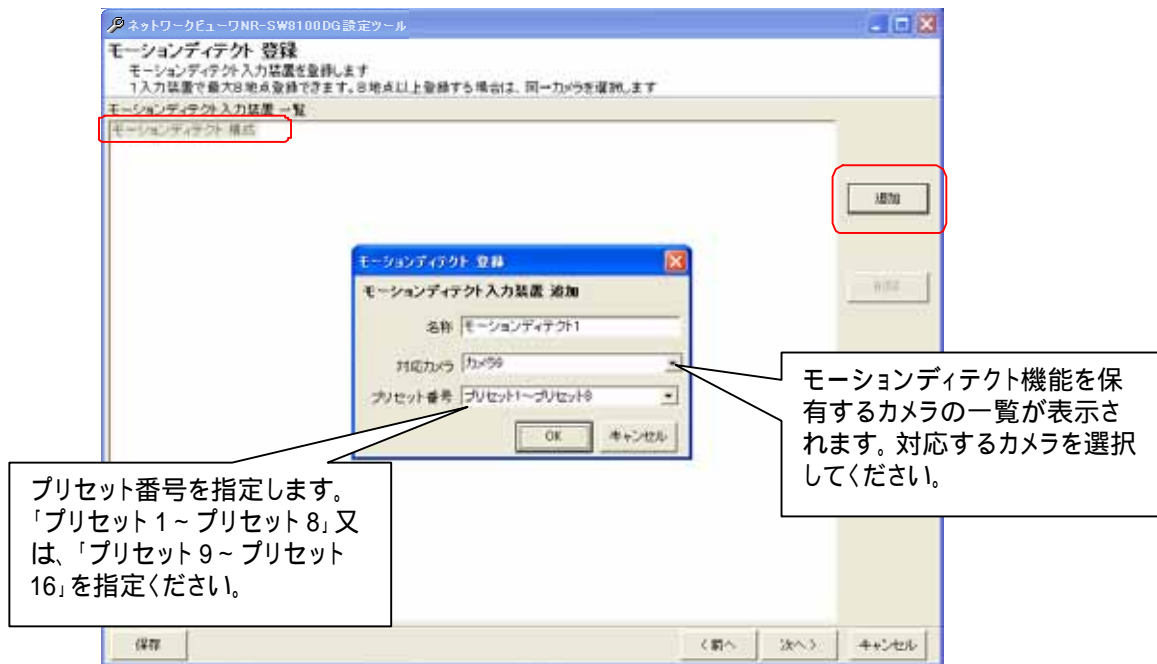 ネットワークビューワNR-SW8100DG設定ツール
モーションディテクト 登録
モーションディテクト入力装置を登録します
1入力装置で最大8地点登録できます。8地点以上登録する場合は、同一カメラを選択します
モーションディテクト入力装置 一覧
モーションディテクト 構成
追加
削除
モーションディテクト 登録
モーションディテクト入力装置 追加
名称 モーションディテクト1
対応カメラ カメラ9
プリセット番号 プリセット1～プリセット8
OK キャンセル
モーションディテクト機能を保
有するカメラの一覧が表示さ
れます。対応するカメラを選択
してください。
プリセット番号を指定します。
「プリセット 1 ~ プリセット 8」又
は、「プリセット 9 ~ プリセット
16」を指定ください。
保存 <前へ 次へ> キャンセル